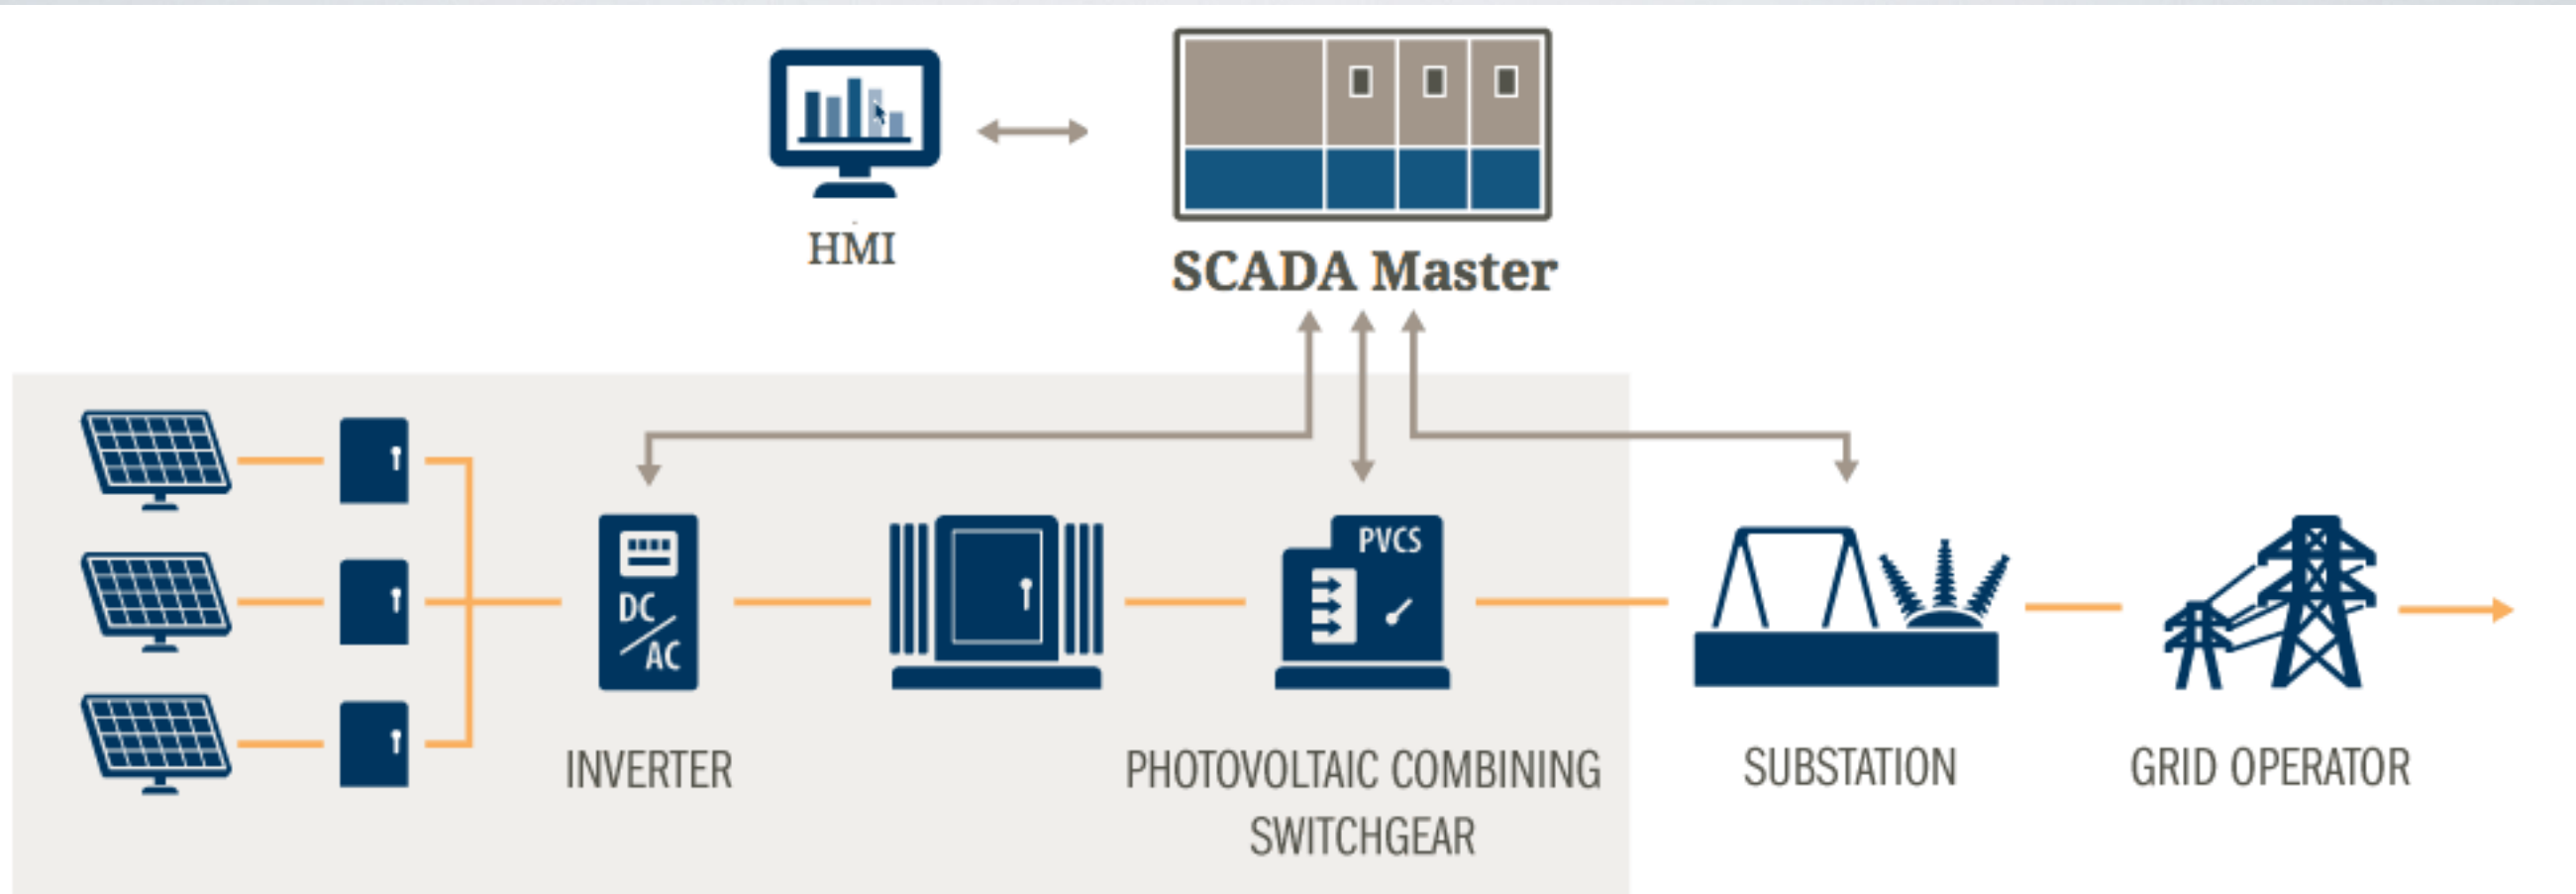 HMI
SCADA Master
DC
AC
PVCS
INVERTER
PHOTOVOLTAIC COMBINING
SWITCHGEAR
SUBSTATION
GRID OPERATOR